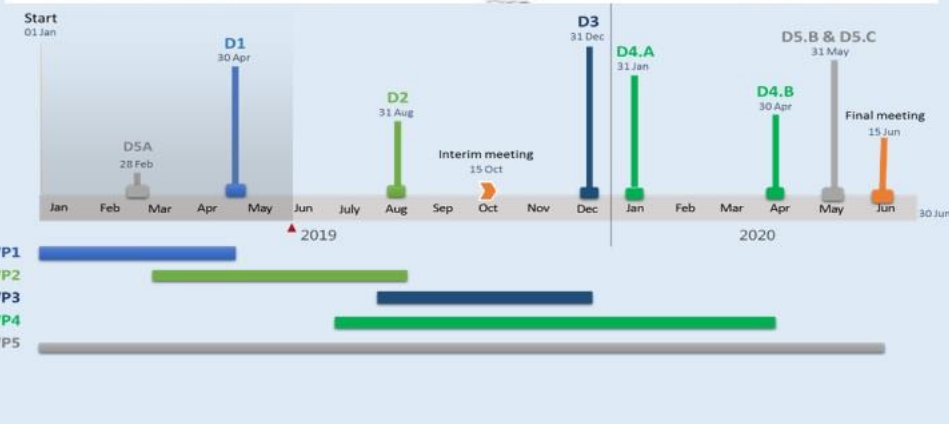 Start
01 Jan
D5A
28 Feb
D1
30 Apr
D2
31 Aug
Interim meeting
15 Oct
D3
31 Dec
D4.A
31 Jan
D4.B
30 Apr
D5.B & D5.C
31 May
Final meeting
15 Jun
Jan Feb Mar Apr May Jun July Aug Sep Oct Nov Dec Jan Feb Mar Apr May Jun
30 Jun
2019 2020
P1
P2
P3
P4
P5